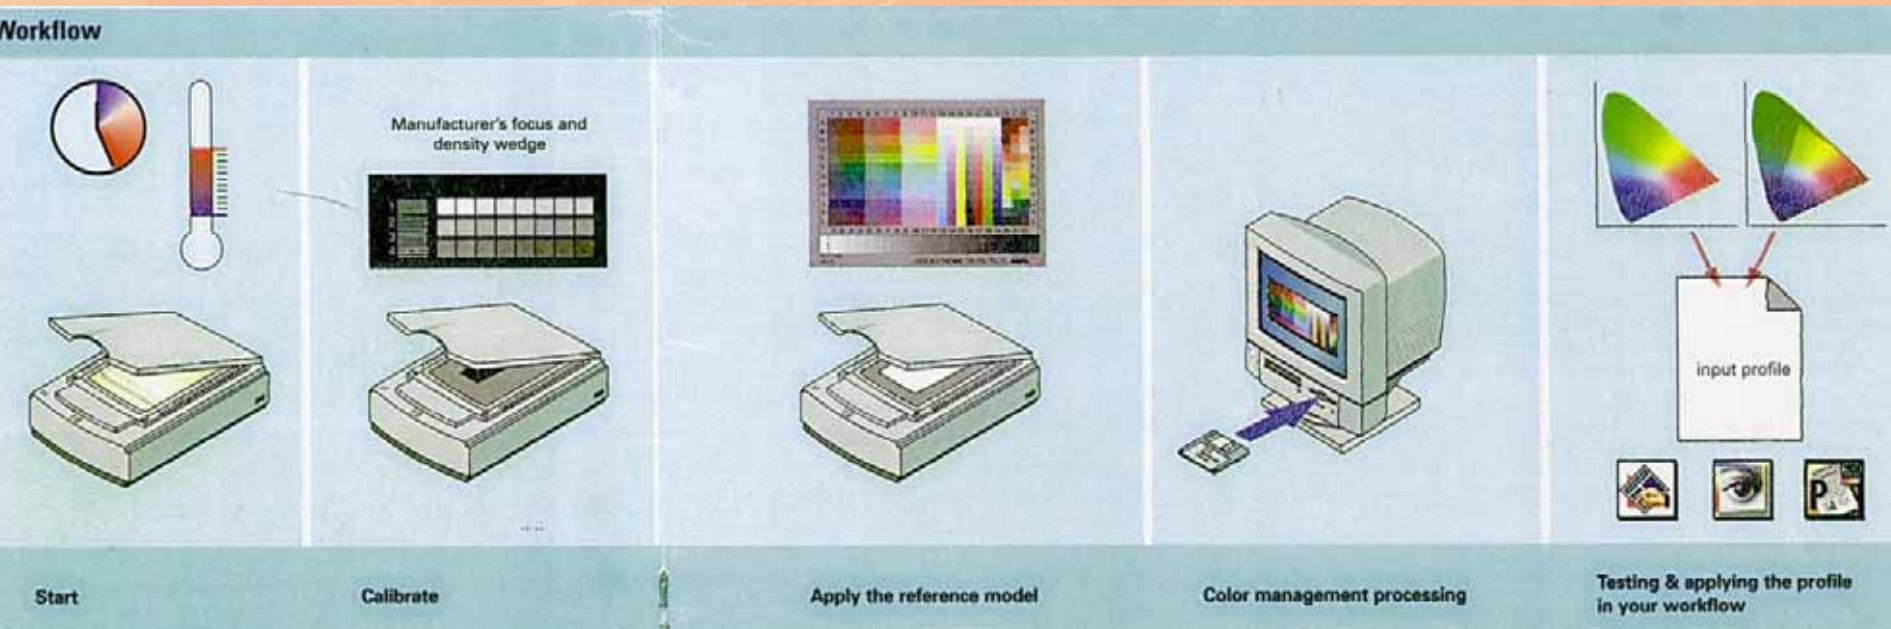 Workflow
Manufacturer's focus and
density wedge
input profile
P
Start
Calibrate
Apply the reference model
Color management processing
Testing & applying the profile
in your workflow